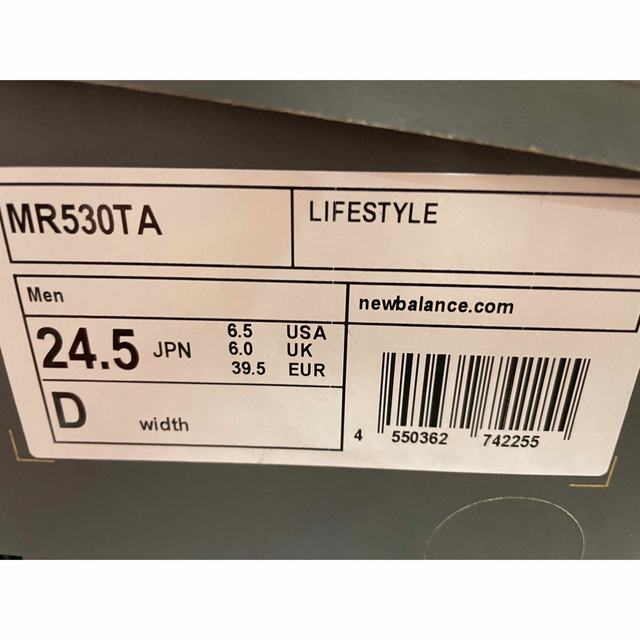 MR530TA
LIFESTYLE
Men
newbalance.com
24.5 JPN
6.5 USA
6.0 UK
39.5 EUR
D width
4 550362 742255